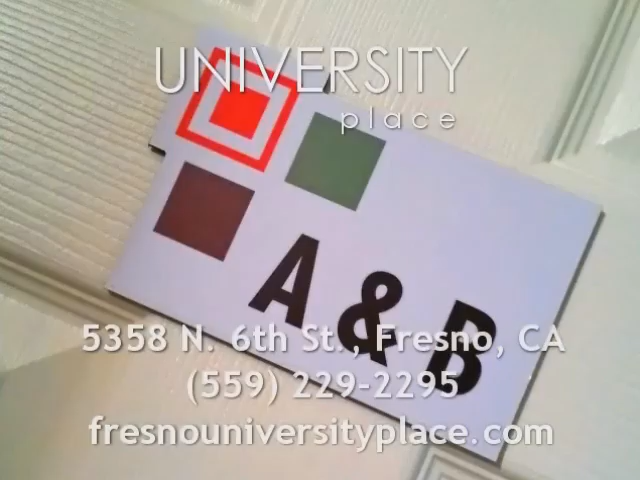 UNIVERSITY
place
A & B
5358 N. 6th St., Fresno, CA
(559) 229-2295
fresnouniversityplace.com